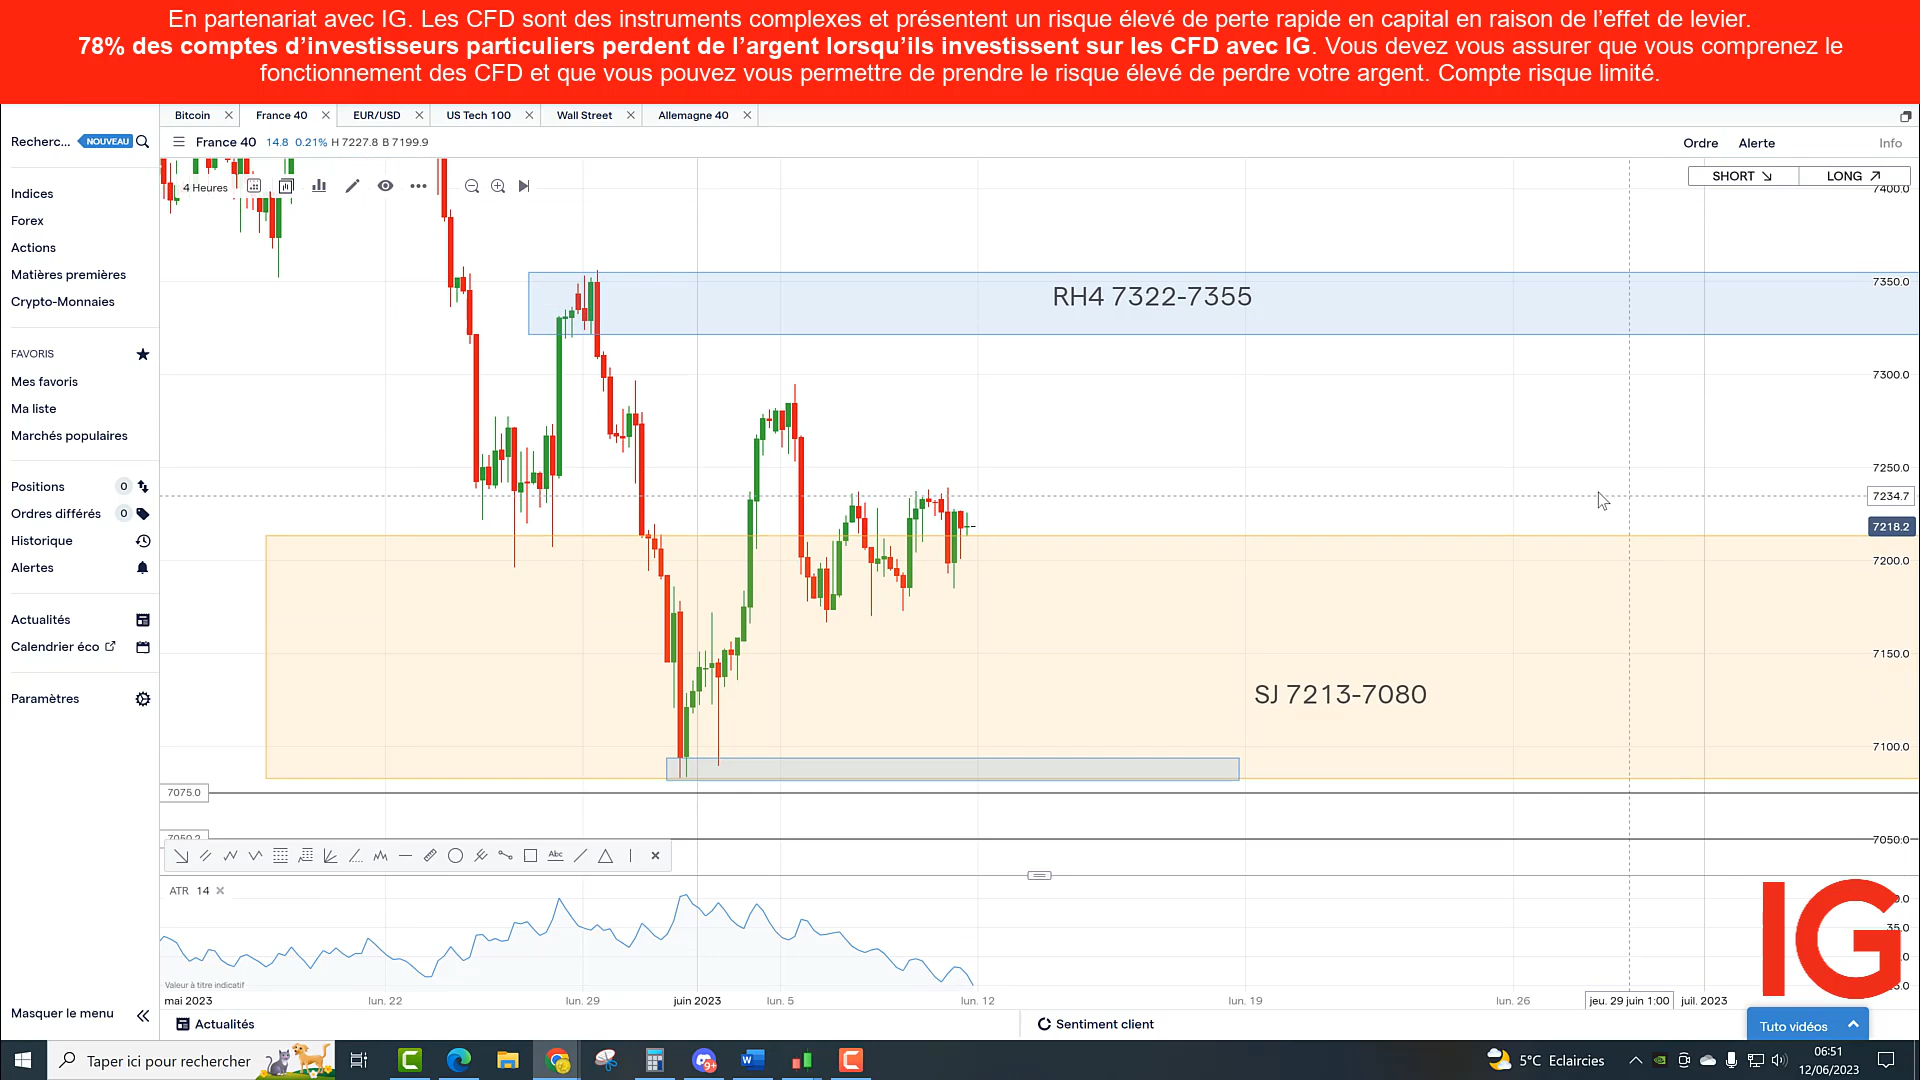 En partenariat avec IG. Les CFD sont des instruments complexes et présentent un risque élevé de perte rapide en capital en raison de l'effet de levier.
78% des comptes d'investisseurs particuliers perdent de l'argent lorsqu'ils investissent sur les CFD avec IG. Vous devez vous assurer que vous comprenez le
fonctionnement des CFD et que vous pouvez vous permettre de prendre le risque élevé de perdre votre argent. Compte risque limité.
Bitcoin France 40 EUR/USD US Tech 100 Wall Street Allemagne 40
Recherc... NOUVEAU
France 40 14.8 0.21% H 7227.8 B 7199.9
Ordre Alerte Info
4 Heures
SHORT LONG
Indices
Forex
Actions
Matières premières
Crypto-Monnaies
FAVORIS
Mes favoris
Ma liste
Marchés populaires
Positions 0
Ordres différés 0
Historique
Alertes
Actualités
Calendrier éco
Paramètres
Masquer le menu
RH4 7322-7355
SJ 7213-7080
7400.0
7350.0
7300.0
7250.0
7234.7
7218.2
7200.0
7150.0
7100.0
7050.0
7075.0
7050.2
Abc
ATR 14
35.0
Valeur à titre indicatif
mai 2023 lun. 22 lun. 29 juin 2023 lun. 5 lun. 12 lun. 19 lun. 26 jeu. 29 juin 1:00 juil. 2023
IG
Actualités Sentiment client
Tuto vidéos
Taper ici pour rechercher
5°C Eclaircies
06:51
12/06/2023